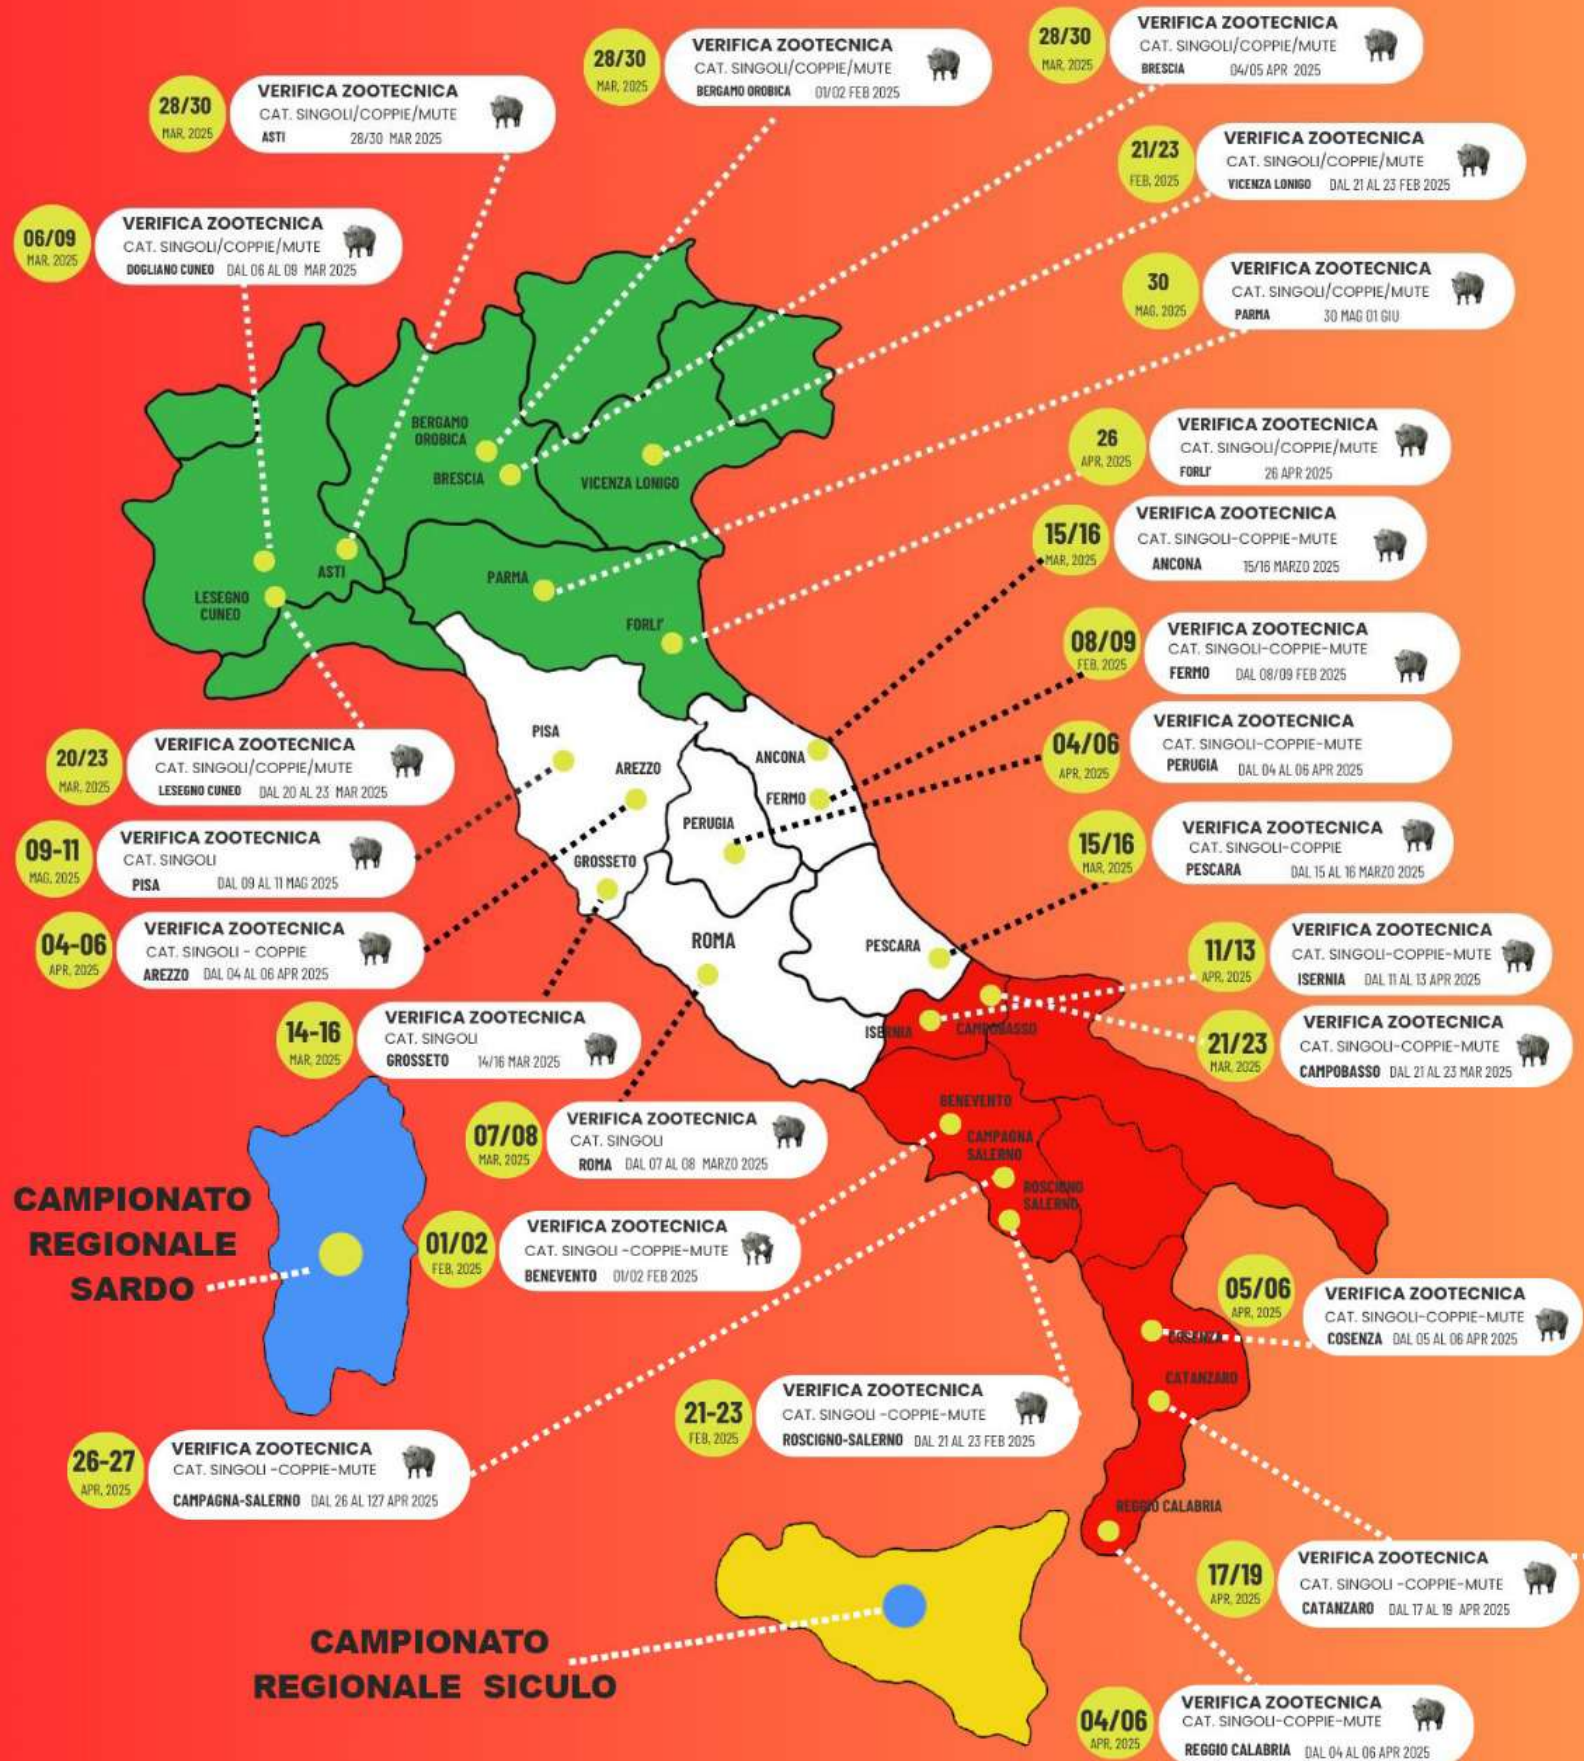 28/30
MAR, 2025
VERIFICA ZOOTECNICA
CAT. SINGOLI/COPPIE/MUTE
BRESCIA 04/05 APR 2025
28/30
MAR, 2025
VERIFICA ZOOTECNICA
CAT. SINGOLI/COPPIE/MUTE
BERGAMO OROBICA 01/02 FEB 2025
28/30
MAR, 2025
VERIFICA ZOOTECNICA
CAT. SINGOLI/COPPIE/MUTE
ASTI 28/30 MAR 2025
21/23
FEB, 2025
VERIFICA ZOOTECNICA
CAT. SINGOLI/COPPIE/MUTE
VICENZA LONIGO DAL 21 AL 23 FEB 2025
06/09
MAR, 2025
VERIFICA ZOOTECNICA
CAT. SINGOLI/COPPIE/MUTE
DOGLIANO CUNEO DAL 06 AL 09 MAR 2025
30
MAG, 2025
VERIFICA ZOOTECNICA
CAT. SINGOLI/COPPIE/MUTE
PARMA 30 MAG 01 GIU
26
APR, 2025
VERIFICA ZOOTECNICA
CAT. SINGOLI/COPPIE/MUTE
FORLI' 26 APR 2025
BERGAMO
OROBICA
BRESCIA
VICENZA LONIGO
15/16
MAR, 2025
VERIFICA ZOOTECNICA
CAT. SINGOLI-COPPIE-MUTE
ANCONA 15/16 MARZO 2025
ASTI
PARMA
LESEGNO
CUNEO
FORLI'
08/09
FEB, 2025
VERIFICA ZOOTECNICA
CAT. SINGOLI-COPPIE-MUTE
FERMO DAL 08/09 FEB 2025
04/06
APR, 2025
VERIFICA ZOOTECNICA
CAT. SINGOLI-COPPIE-MUTE
PERUGIA DAL 04 AL 06 APR 2025
20/23
MAR, 2025
VERIFICA ZOOTECNICA
CAT. SINGOLI/COPPIE/MUTE
LESEGNO CUNEO DAL 20 AL 23 MAR 2025
PISA
AREZZO
ANCONA
FERMO
PERUGIA
GROSSETO
09-11
MAG, 2025
VERIFICA ZOOTECNICA
CAT. SINGOLI
PISA DAL 09 AL 11 MAG 2025
15/16
MAR, 2025
VERIFICA ZOOTECNICA
CAT. SINGOLI-COPPIE
PESCARA DAL 15 AL 16 MARZO 2025
04-06
APR, 2025
VERIFICA ZOOTECNICA
CAT. SINGOLI - COPPIE
AREZZO DAL 04 AL 06 APR 2025
ROMA
PESCARA
11/13
APR, 2025
VERIFICA ZOOTECNICA
CAT. SINGOLI-COPPIE-MUTE
ISERNIA DAL 11 AL 13 APR 2025
14-16
MAR, 2025
VERIFICA ZOOTECNICA
CAT. SINGOLI
GROSSETO 14/16 MAR 2025
ISERNIA
CAMPOBASSO
21/23
MAR, 2025
VERIFICA ZOOTECNICA
CAT. SINGOLI-COPPIE-MUTE
CAMPOBASSO DAL 21 AL 23 MAR 2025
07/08
MAR, 2025
VERIFICA ZOOTECNICA
CAT. SINGOLI
ROMA DAL 07 AL 08 MARZO 2025
BENEVENTO
CAMPAGNA
SALERNO
ROSCIGNO
SALERNO
CAMPIONATO
REGIONALE
SARDO
01/02
FEB, 2025
VERIFICA ZOOTECNICA
CAT. SINGOLI -COPPIE-MUTE
BENEVENTO 01/02 FEB 2025
05/06
APR, 2025
VERIFICA ZOOTECNICA
CAT. SINGOLI-COPPIE-MUTE
COSENZA DAL 05 AL 06 APR 2025
COSENZA
CATANZARO
21-23
FEB, 2025
VERIFICA ZOOTECNICA
CAT. SINGOLI -COPPIE-MUTE
ROSCIGNO-SALERNO DAL 21 AL 23 FEB 2025
26-27
APR, 2025
VERIFICA ZOOTECNICA
CAT. SINGOLI -COPPIE-MUTE
CAMPAGNA-SALERNO DAL 26 AL 127 APR 2025
REGGIO CALABRIA
17/19
APR, 2025
VERIFICA ZOOTECNICA
CAT. SINGOLI -COPPIE-MUTE
CATANZARO DAL 17 AL 19 APR 2025
CAMPIONATO
REGIONALE SICULO
04/06
APR, 2025
VERIFICA ZOOTECNICA
CAT. SINGOLI-COPPIE-MUTE
REGGIO CALABRIA DAL 04 AL 06 APR 2025